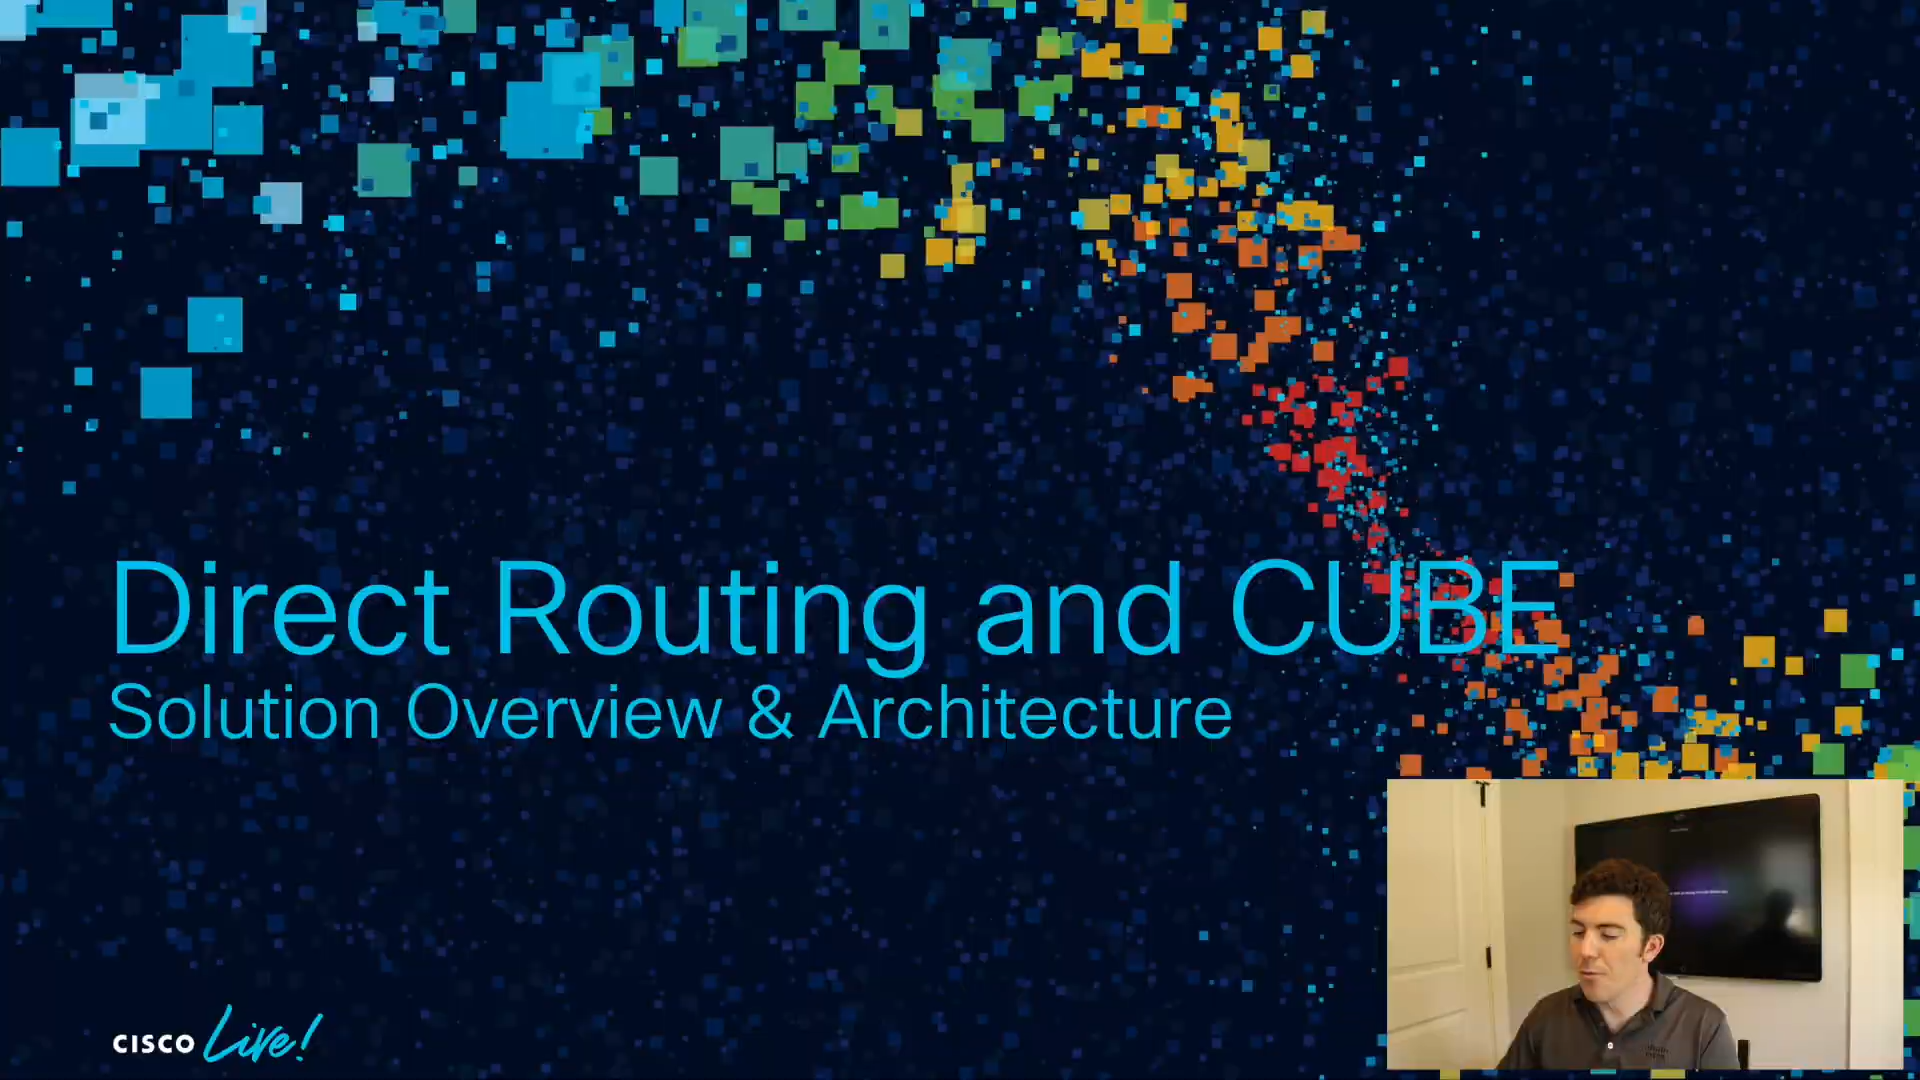 Direct Routing and CUBE
Solution Overview & Architecture
CISCO Live!